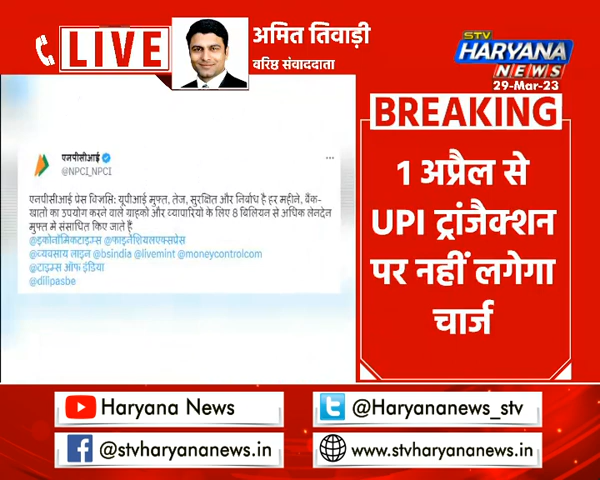 LIVE
अमित तिवाड़ी
वरिष्ठ संवाददाता
STV
HARYANA
NEWS
29-Mar-23
BREAKING
1 अप्रैल से
UPI ट्रांजैक्शन
पर नहीं लगेगा
चार्ज
एनपीसीआई
@NPCI_NPCI
एनपीसीआई प्रेस विज्ञप्ति: यूपीआई मुफ्त, तेज, सुरक्षित और निर्बाध है हर महीने, बैंक-
खातो का उपयोग करने वाले ग्राहको और व्यापारियो के लिए 8 बिलियन से अधिक लेनदेन
मुफ्त मे संसाधित किए जाते हैं
@इकोनॉमिकटाइम्स @फाइनेंशियलएक्सप्रेस
@व्यवसाय लाइन @bsindia @livemint @moneycontrolcom
@टाइम्स ऑफ इंडिया
@dilipasbe
Haryana News
@Haryananews_stv
@stvharyananews.in
www.stvharyananews.in